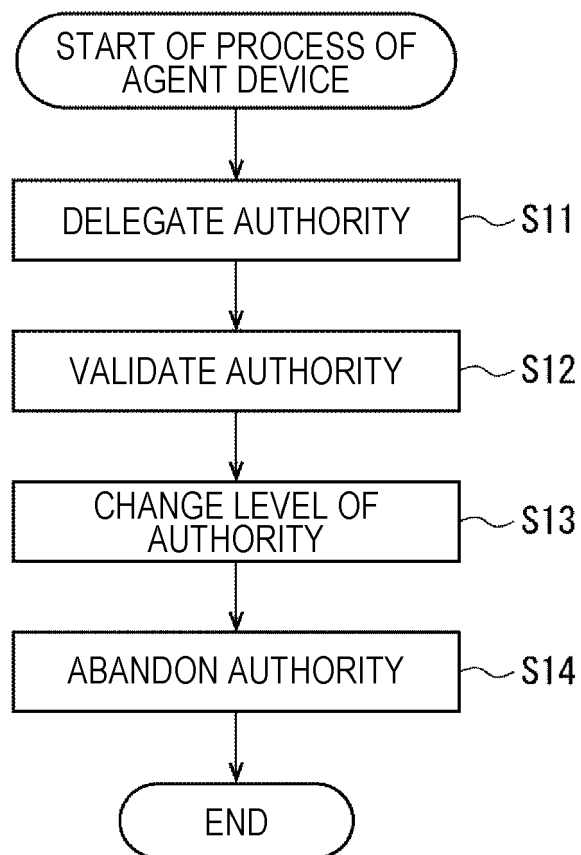 START OF PROCESS OF
AGENT DEVICE
DELEGATE AUTHORITY
S11
VALIDATE AUTHORITY
S12
CHANGE LEVEL OF
AUTHORITY
S13
ABANDON AUTHORITY
S14
END